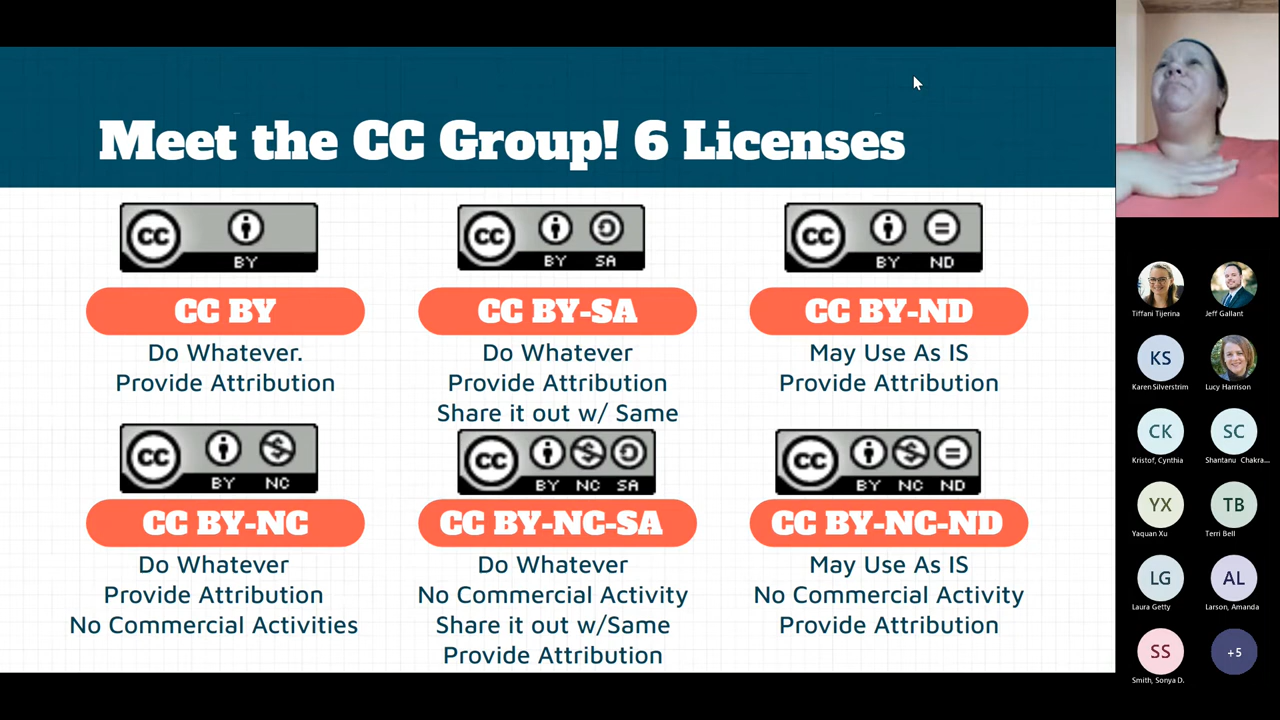 Meet the CC Group! 6 Licenses
cc BY
cc BY SA
cc BY ND
CC BY
CC BY-SA
CC BY-ND
Do Whatever.
Provide Attribution
Do Whatever
Provide Attribution
Share it out w/ Same
May Use As IS
Provide Attribution
cc BY NC
cc BY NC SA
cc BY NC ND
CC BY-NC
CC BY-NC-SA
CC BY-NC-ND
Do Whatever
Provide Attribution
No Commercial Activities
Do Whatever
No Commercial Activity
Share it out w/Same
Provide Attribution
May Use As IS
No Commercial Activity
Provide Attribution
Tiffani Tijerina
Jeff Gallant
KS
Karen Silverstrim
Lucy Harrison
CK
Kristof, Cynthia
SC
Shantanu Chakra...
YX
Yaquan Xu
TB
Terri Bell
LG
Laura Getty
AL
Larson, Amanda
SS
Smith, Sonya D.
+5